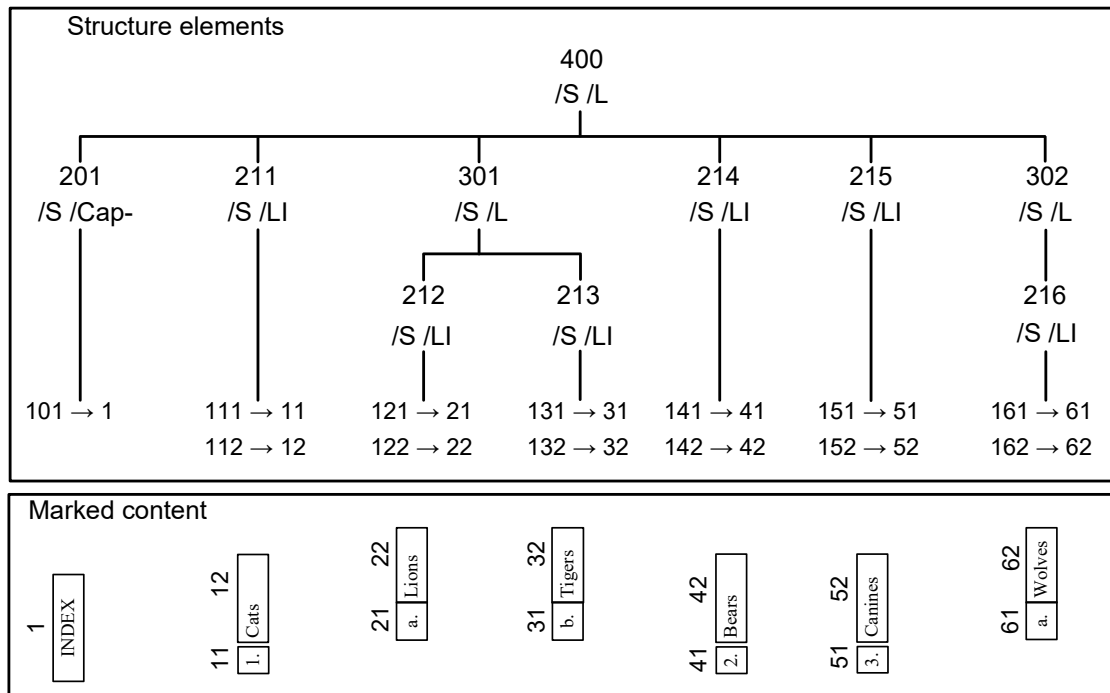 Structure elements
400
/S /L
201 211 301 214 215 302
/S /Cap- /S /LI /S /L /S /LI /S /LI /S /L
212 213 216
/S /LI /S /LI /S /LI
101 → 1 111 → 11 121 → 21 131 → 31 141 → 41 151 → 51 161 → 61
112 → 12 122 → 22 132 → 32 142 → 42 152 → 52 162 → 62
Marked content
1
INDEX
11 12
1. Cats
21 22
a. Lions
31 32
b. Tigers
41 42
2. Bears
51 52
3. Canines
61 62
a. Wolves